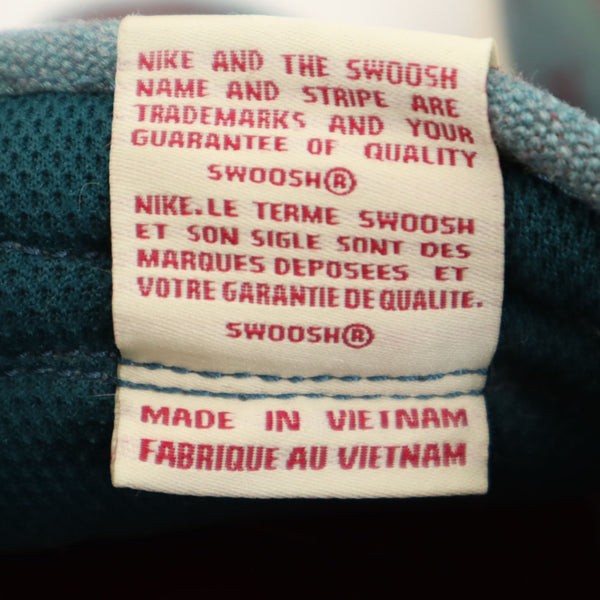 NIKE AND THE SWOOSH
NAME AND STRIPE ARE
TRADEMARKS AND YOUR
GUARANTEE OF QUALITY
SWOOSH®
NIKE.LE TERME SWOOSH
ET SON SIGLE SONT DES
MARQUES DEPOSEES ET
VOTRE GARANTIE DE QUALITE.
SWOOSH®
MADE IN VIETNAM
FABRIQUE AU VIETNAM